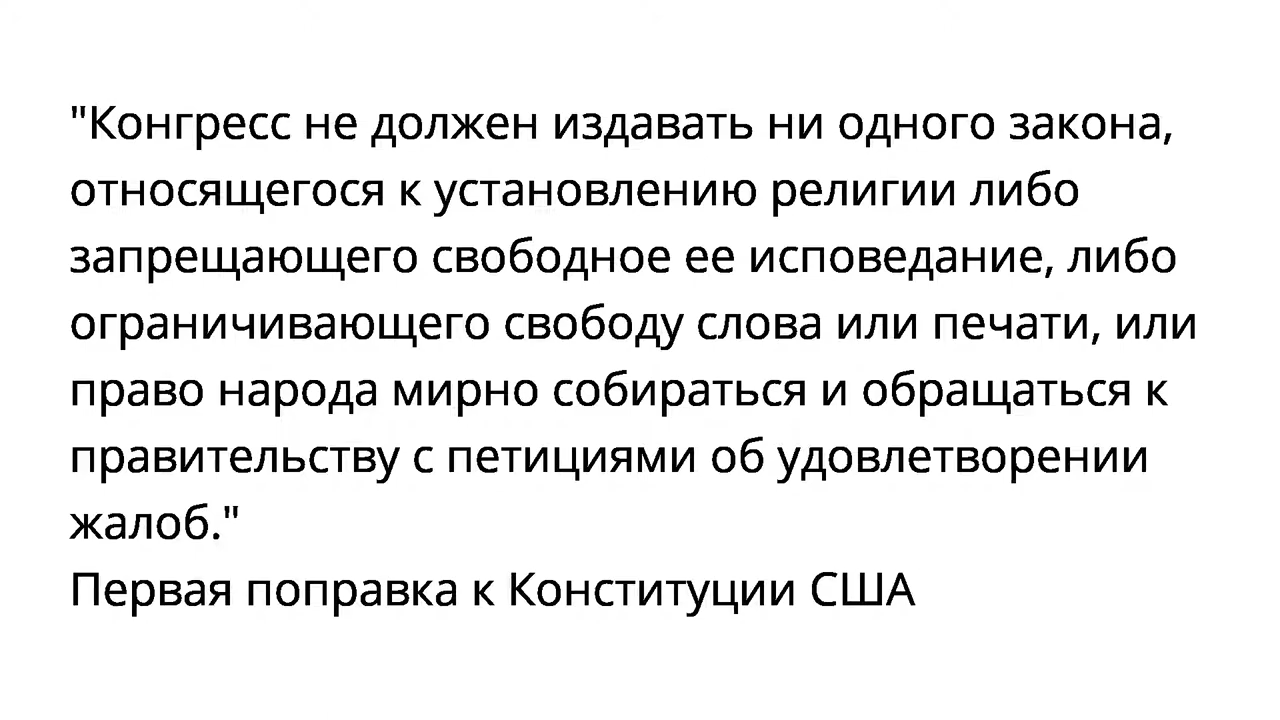 "Конгресс не должен издавать ни одного закона,
относящегося к установлению религии либо
запрещающего свободное ее исповедание, либо
ограничивающего свободу слова или печати, или
право народа мирно собираться и обращаться к
правительству с петициями об удовлетворении
жалоб."
Первая поправка к Конституции США